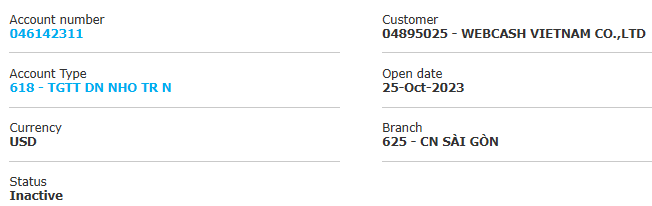 Account number
046142311
Customer
04895025 - WEBCASH VIETNAM CO.,LTD
Account Type
618 - TGTT DN NHO TR N
Open date
25-Oct-2023
Currency
USD
Branch
625 - CN SÀI GÒN
Status
Inactive